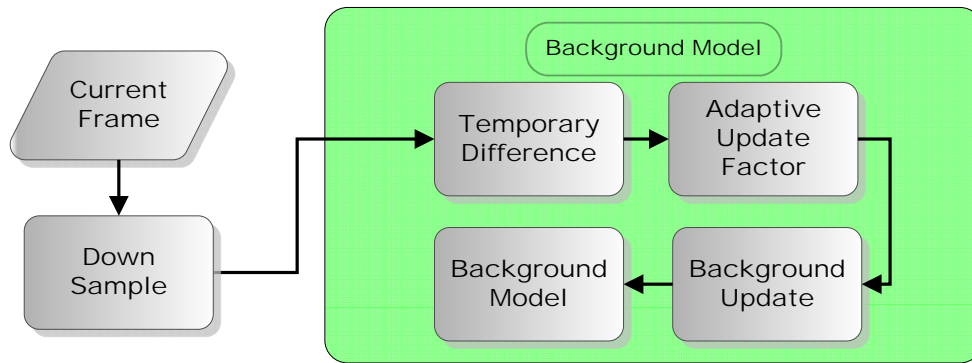 Background Model
Current
Frame
Temporary
Difference
Adaptive
Update
Factor
Down
Sample
Background
Model
Background
Update